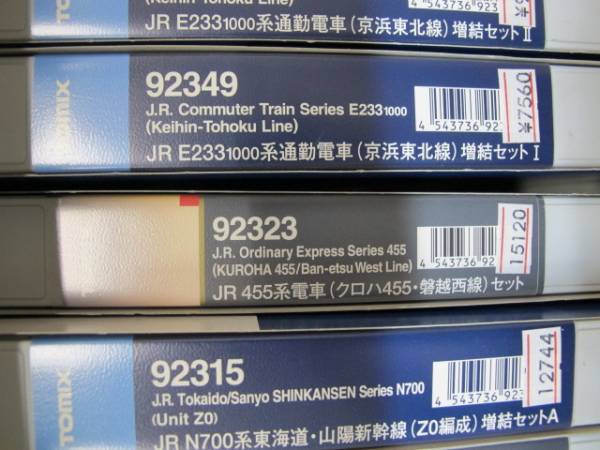 (Keihin-Tohoku Line)
4 543736 923
JR E2331000系通勤電車(京浜東北線)増結セットⅡ
TOMIX
92349
J.R. Commuter Train Series E2331000
(Keihin-Tohoku Line)
JR E2331000系通勤電車(京浜東北線)増結セットⅠ
4 543736 92
¥7560
92323
J.R. Ordinary Express Series 455
(KUROHA 455/Ban-etsu West Line)
JR 455系電車(クロハ455・磐越西線)セット
4 543736 92
15120
TOMIX
92315
J.R. Tokaido/Sanyo SHINKANSEN Series N700
(Unit Z0)
JR N700系東海道・山陽新幹線(Z0編成)増結セットA
4 543736 92
12744